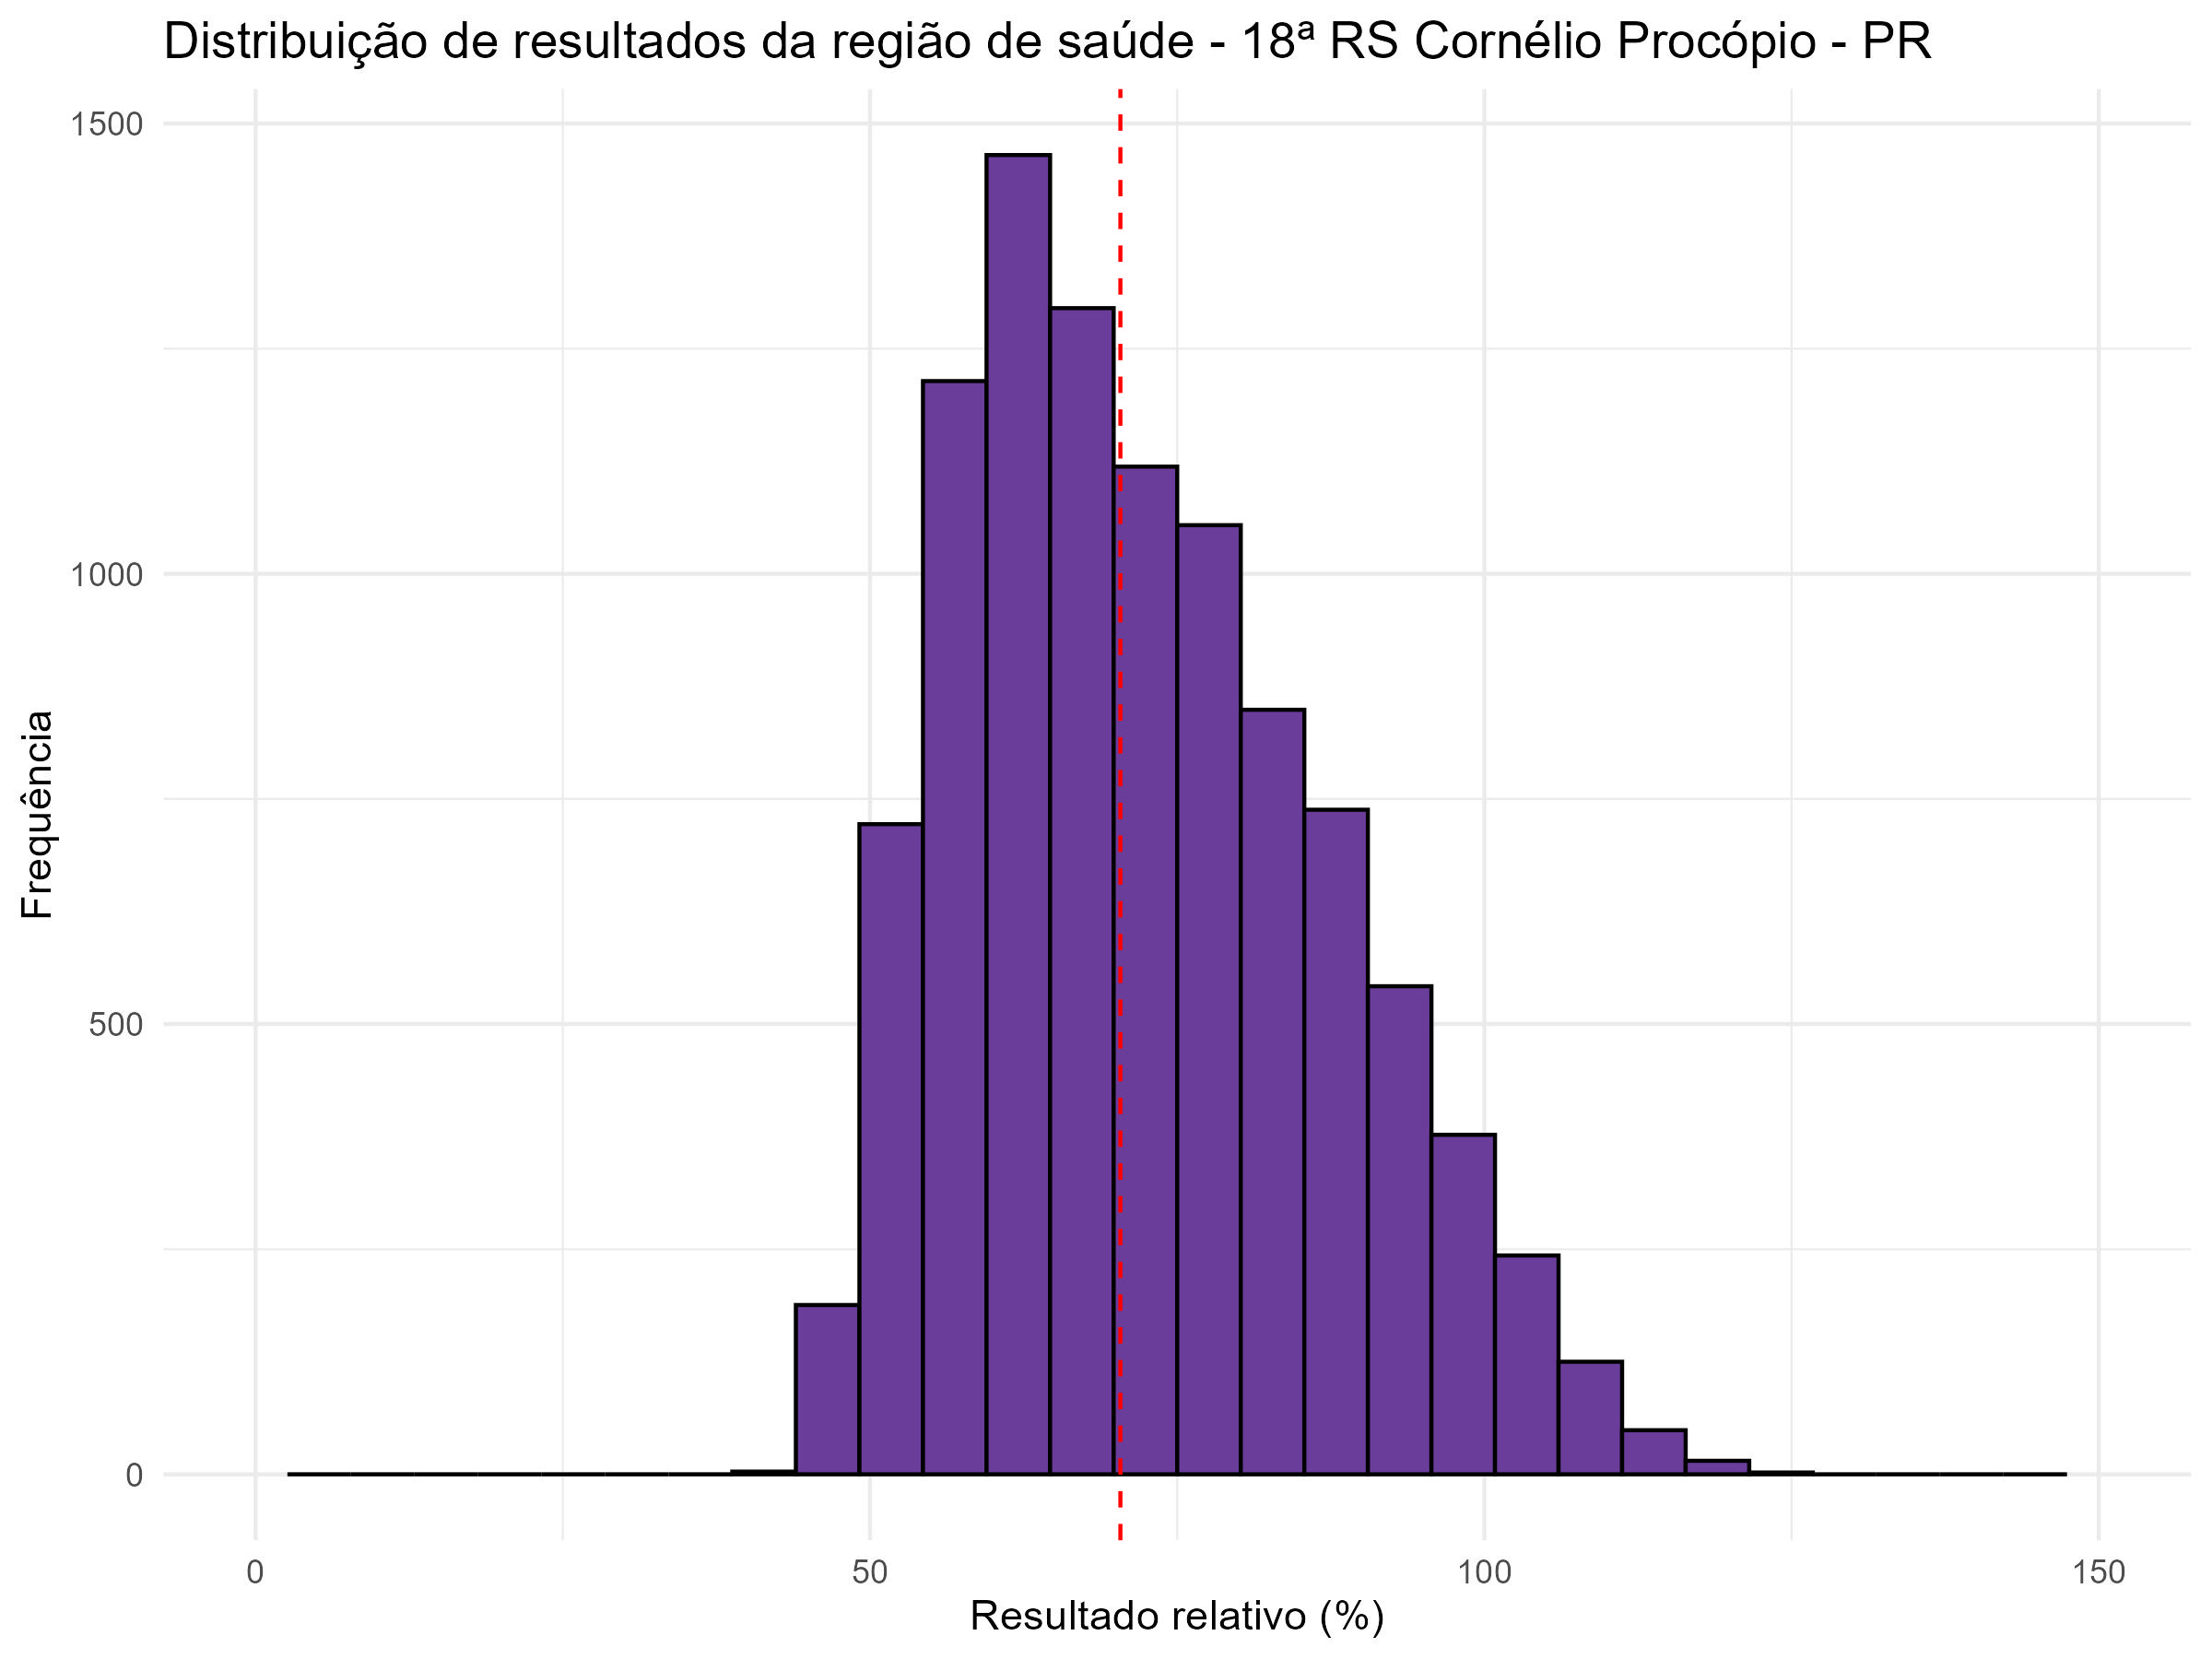 Distribuição de resultados da região de saúde - 18ª RS Cornélio Procópio - PR
1500
1000
500
0
Frequência
0 50 100 150
Resultado relativo (%)